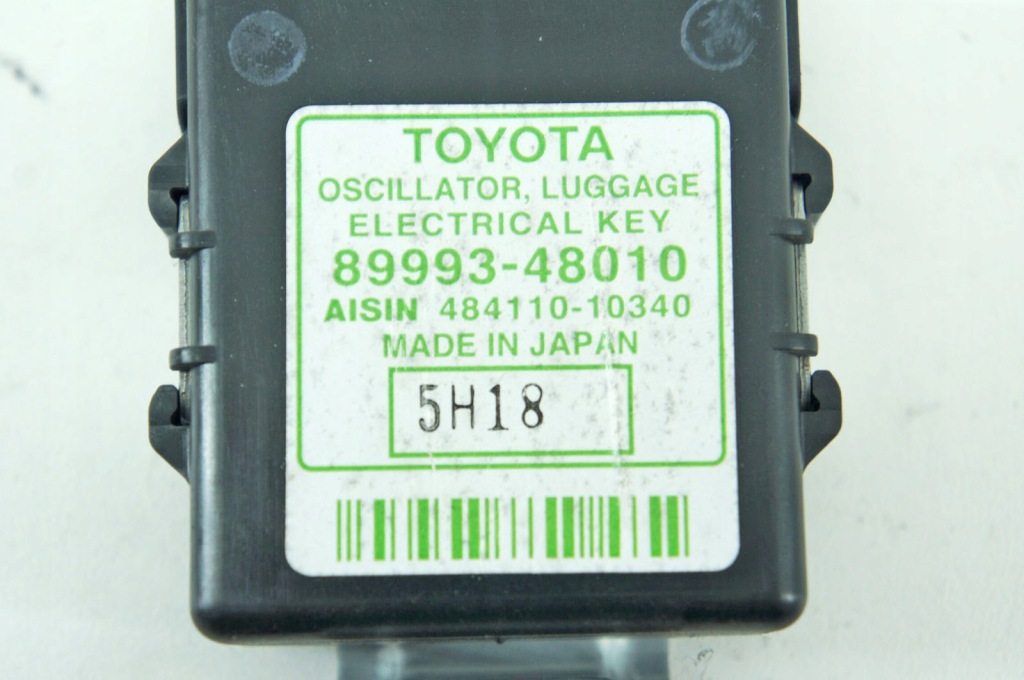 TOYOTA
OSCILLATOR, LUGGAGE
ELECTRICAL KEY
89993-48010
AISIN 484110-10340
MADE IN JAPAN
5H18